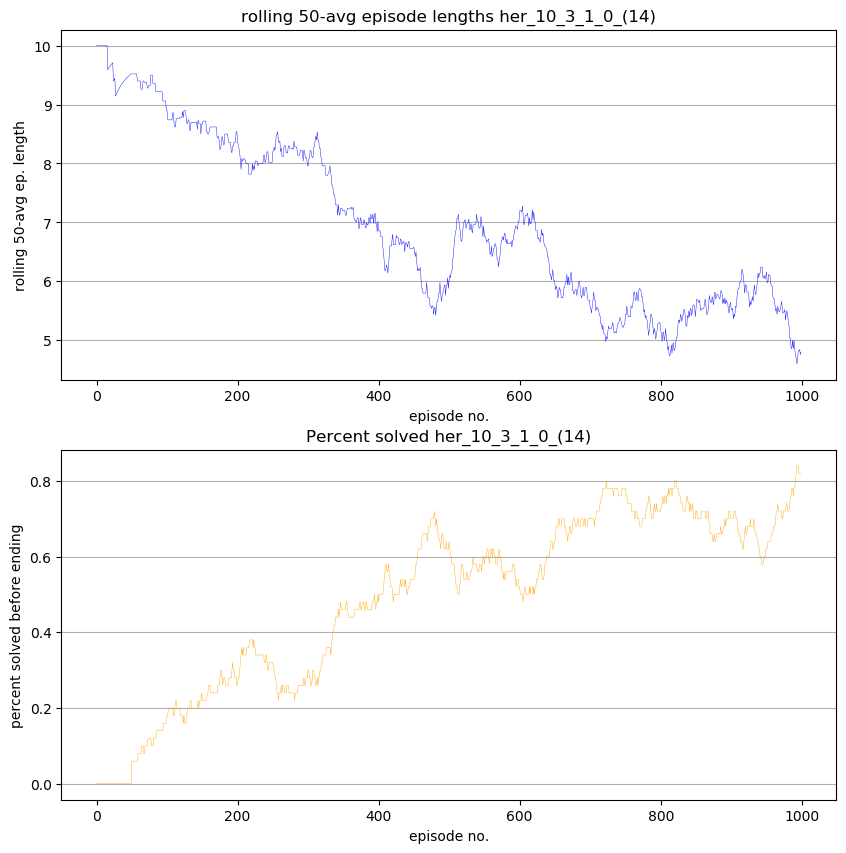 rolling 50-avg episode lengths her_10_3_1_0_(14)
10
9
8
7
6
5
rolling 50-avg ep. length
0 200 400 600 800 1000
episode no.
Percent solved her_10_3_1_0_(14)
0.8
0.6
0.4
0.2
0.0
percent solved before ending
0 200 400 600 800 1000
episode no.